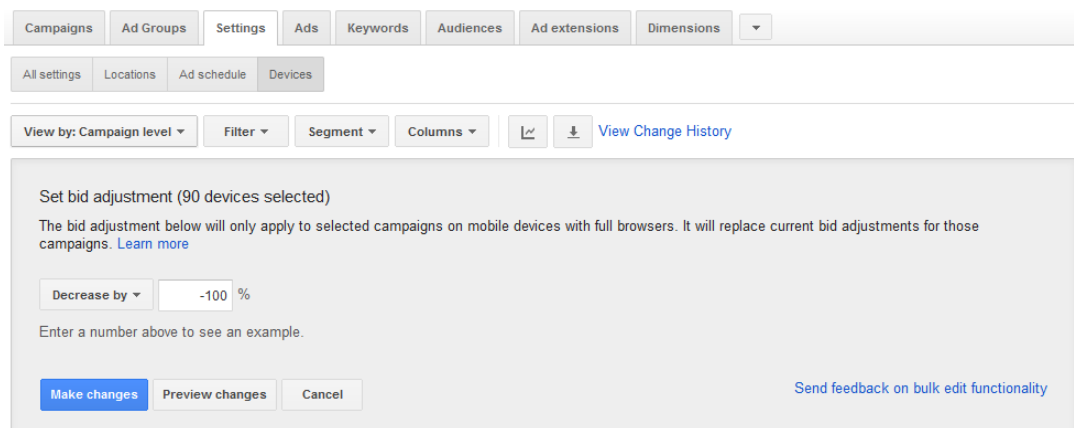 Campaigns Ad Groups Settings Ads Keywords Audiences Ad extensions Dimensions
All settings Locations Ad schedule Devices
View by: Campaign level Filter Segment Columns View Change History
Set bid adjustment (90 devices selected)
The bid adjustment below will only apply to selected campaigns on mobile devices with full browsers. It will replace current bid adjustments for those
campaigns. Learn more
Decrease by -100 %
Enter a number above to see an example.
Make changes Preview changes Cancel Send feedback on bulk edit functionality